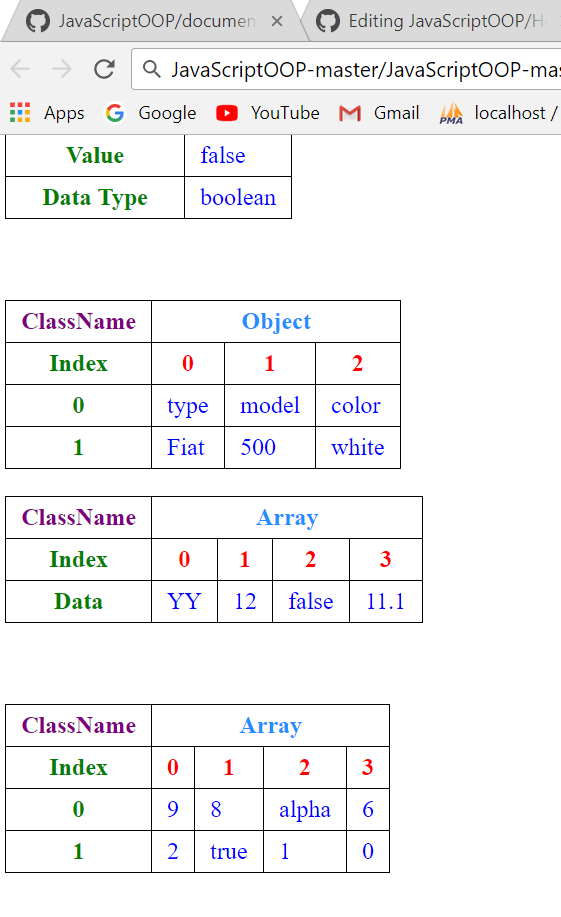 JavaScriptOOP/documen
Editing JavaScriptOOP/H
JavaScriptOOP-master/JavaScriptOOP-mas
Apps Google YouTube Gmail PMA localhost /
Value false
Data Type boolean
ClassName Object
Index 0 1 2
0 type model color
1 Fiat 500 white
ClassName Array
Index 0 1 2 3
Data YY 12 false 11.1
ClassName Array
Index 0 1 2 3
0 9 8 alpha 6
1 2 true 1 0